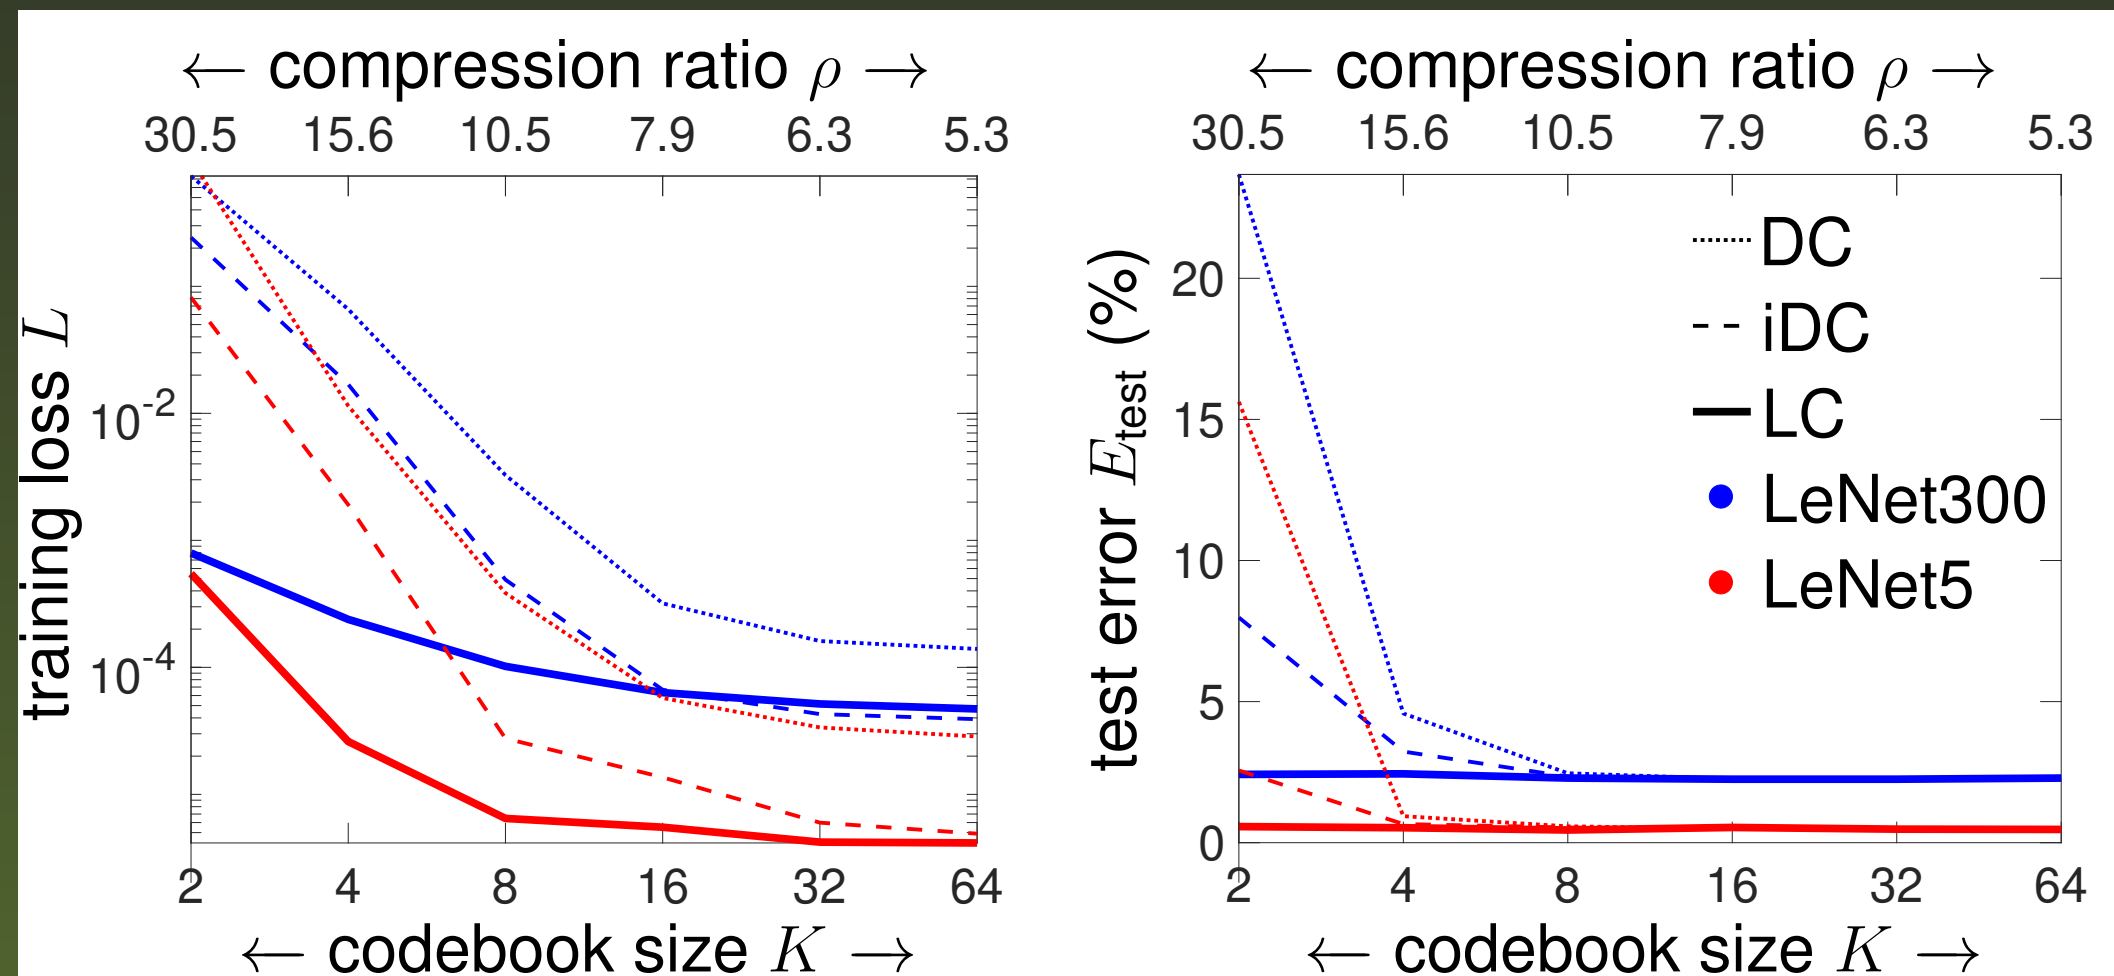 ← compression ratio ρ →
30.5 15.6 10.5 7.9 6.3 5.3
training loss L
10-2
10-4
2 4 8 16 32 64
← codebook size K →
← compression ratio ρ →
30.5 15.6 10.5 7.9 6.3 5.3
test error Etest (%)
20
15
10
5
0
DC
iDC
LC
LeNet300
LeNet5
2 4 8 16 32 64
← codebook size K →